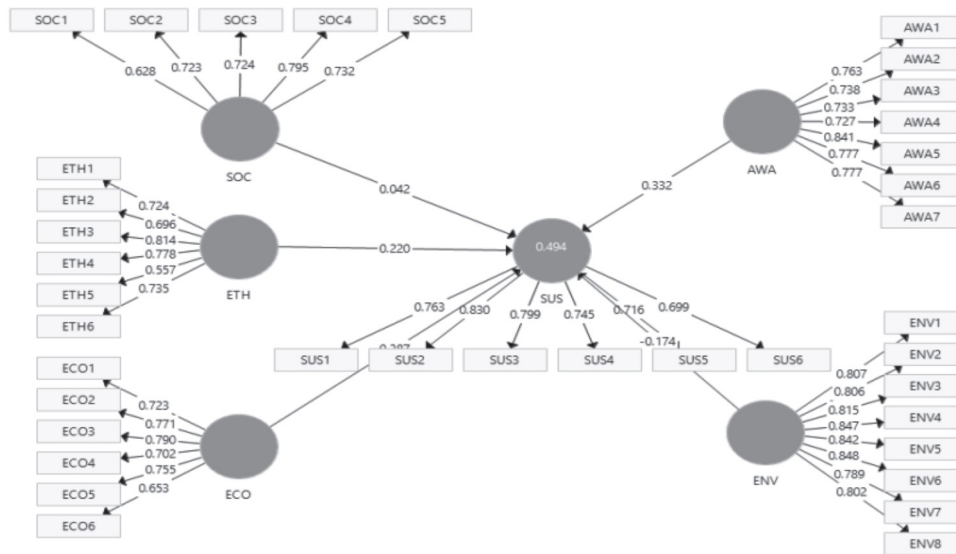 SOC1 SOC2 SOC3 SOC4 SOC5
0.628 0.723 0.724 0.795 0.732
SOC
AWA1
AWA2
AWA3
AWA4
AWA5
AWA6
AWA7
0.763
0.738
0.733
0.727
0.841
0.777
0.777
AWA
0.042
0.332
ETH1
ETH2
ETH3
ETH4
ETH5
ETH6
0.724
0.696
0.814
0.778
0.557
0.735
ETH
0.220
0.494
SUS
0.763 0.830 0.799 0.745 0.716 0.699
-0.174
SUS1 SUS2 SUS3 SUS4 SUS5 SUS6
ECO1
ECO2
ECO3
ECO4
ECO5
ECO6
0.723
0.771
0.790
0.702
0.755
0.653
ECO
ENV1
ENV2
ENV3
ENV4
ENV5
ENV6
ENV7
ENV8
0.807
0.806
0.815
0.847
0.842
0.848
0.789
0.802
ENV